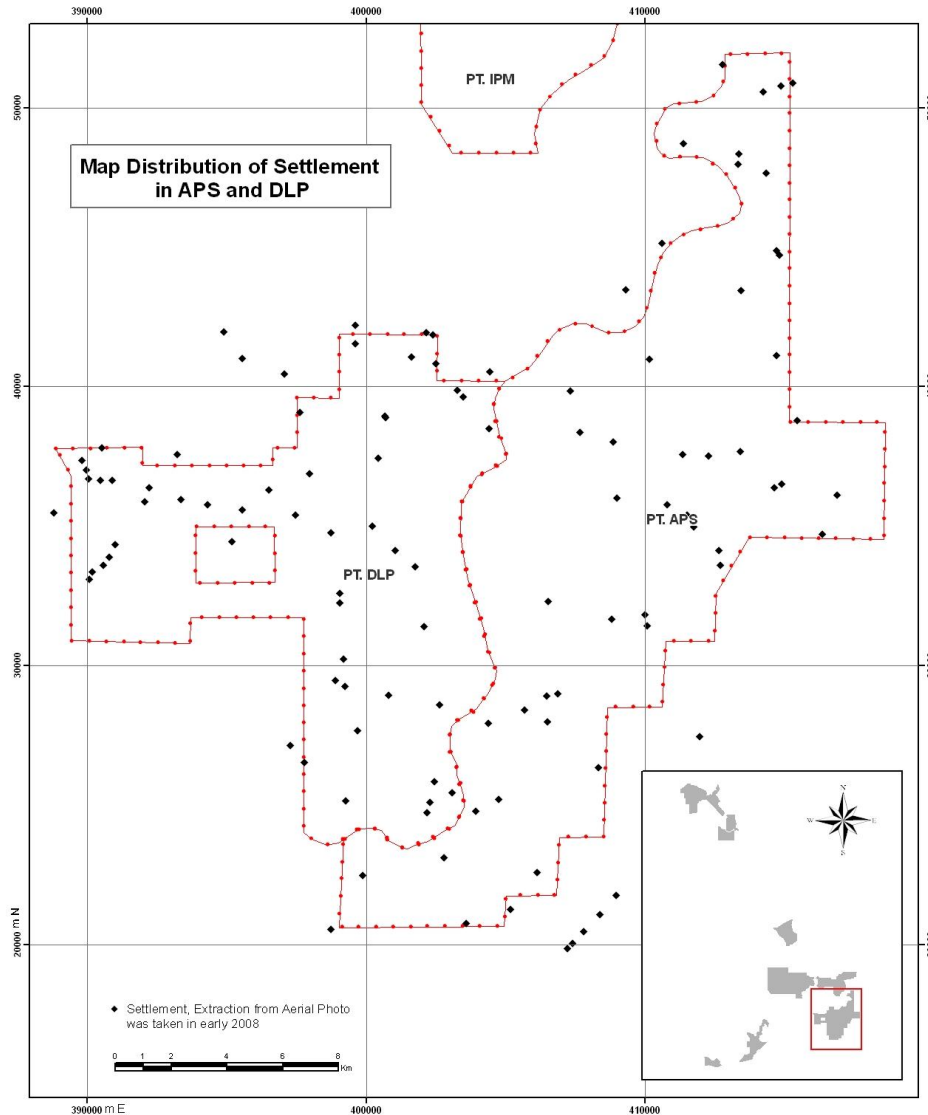 390000
400000
410000
PT. IPM
50000
Map Distribution of Settlement
in APS and DLP
40000
PT. APS
PT. DLP
30000
N
W
E
S
20000 m N
Settlement, Extraction from Aerial Photo
was taken in early 2008
0 1 2 4 6 8
Km
390000 m E
400000
410000